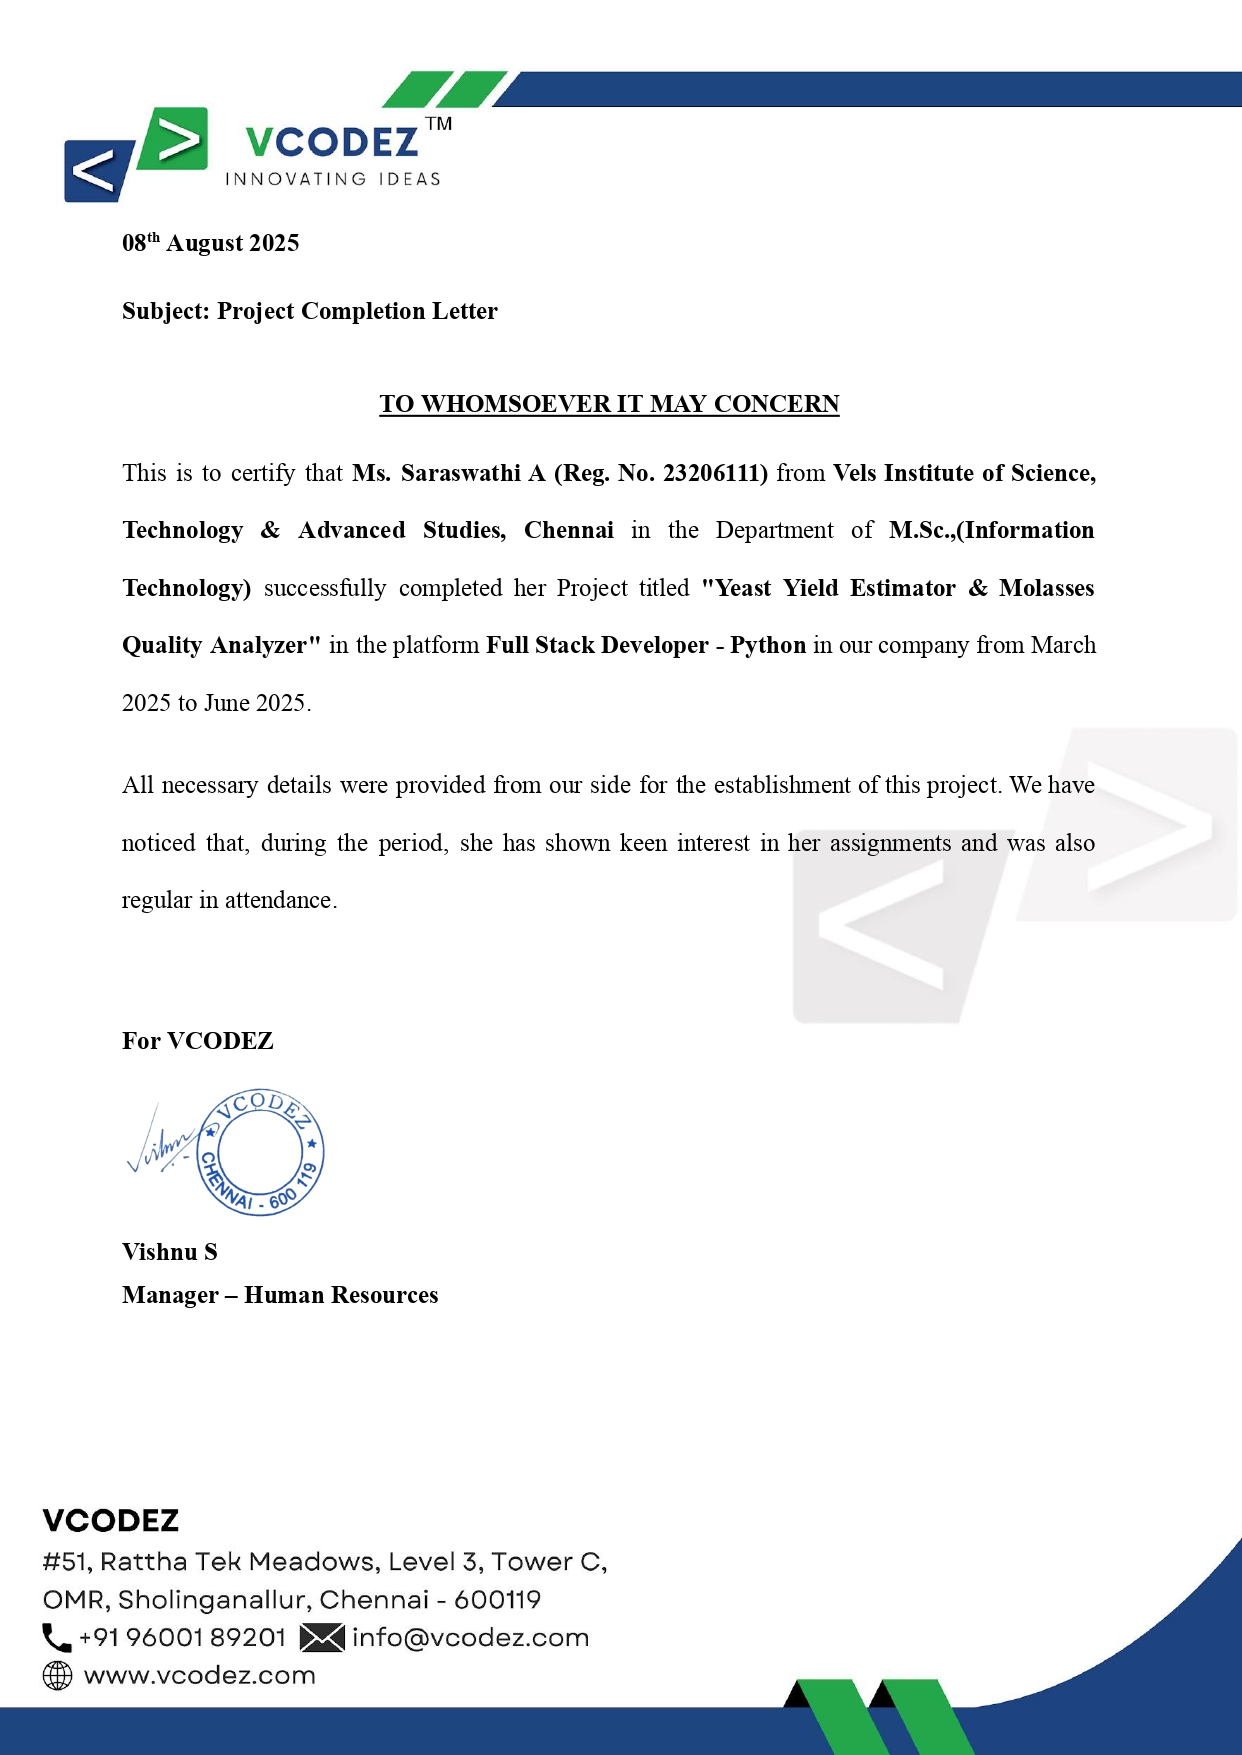 VCODEZ™
INNOVATING IDEAS
08th August 2025
Subject: Project Completion Letter
TO WHOMSOEVER IT MAY CONCERN
This is to certify that Ms. Saraswathi A (Reg. No. 23206111) from Vels Institute of Science,
Technology & Advanced Studies, Chennai in the Department of M.Sc.,(Information
Technology) successfully completed her Project titled "Yeast Yield Estimator & Molasses
Quality Analyzer" in the platform Full Stack Developer - Python in our company from March
2025 to June 2025.
All necessary details were provided from our side for the establishment of this project. We have
noticed that, during the period, she has shown keen interest in her assignments and was also
regular in attendance.
For VCODEZ
VCODEZ
CHENNAI - 600 119
Vishnu S
Manager – Human Resources
VCODEZ
#51, Rattha Tek Meadows, Level 3, Tower C,
OMR, Sholinganallur, Chennai - 600119
+91 96001 89201 info@vcodez.com
www.vcodez.com